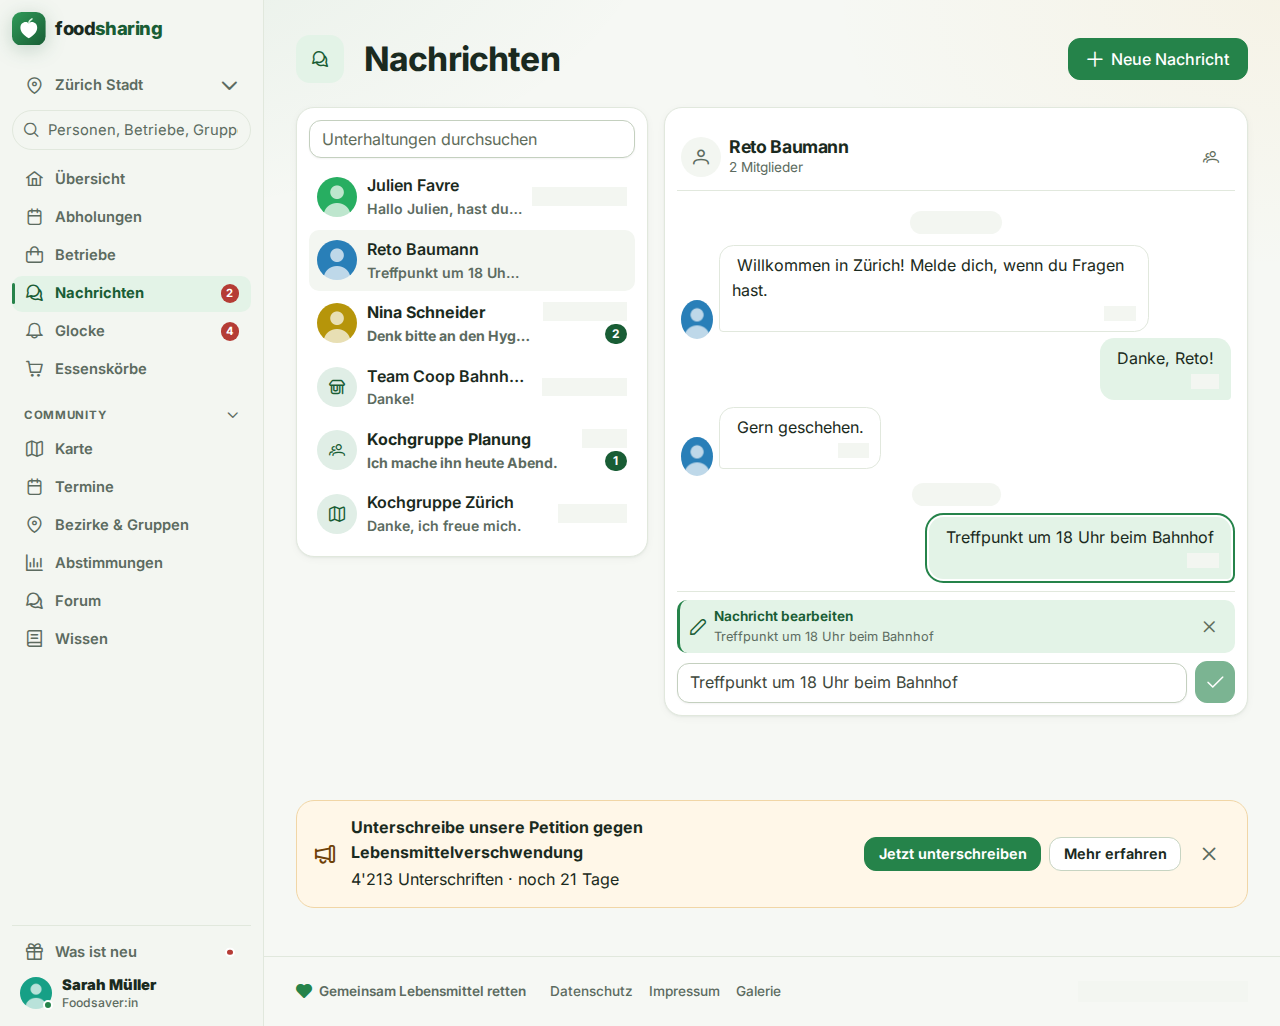 foodsharing
Zürich Stadt
Personen, Betriebe, Grupp
Übersicht
Abholungen
Betriebe
Nachrichten 2
Glocke 4
Essenskörbe
COMMUNITY
Karte
Termine
Bezirke & Gruppen
Abstimmungen
Forum
Wissen
Was ist neu
Sarah Müller
Foodsaver:in
Nachrichten
Neue Nachricht
Unterhaltungen durchsuchen
Julien Favre
Hallo Julien, hast du...
Reto Baumann
Treffpunkt um 18 Uh...
Nina Schneider
Denk bitte an den Hyg... 2
Team Coop Bahnh...
Danke!
Kochgruppe Planung
Ich mache ihn heute Abend. 1
Kochgruppe Zürich
Danke, ich freue mich.
Reto Baumann
2 Mitglieder
Willkommen in Zürich! Melde dich, wenn du Fragen
hast.
Danke, Reto!
Gern geschehen.
Treffpunkt um 18 Uhr beim Bahnhof
Nachricht bearbeiten
Treffpunkt um 18 Uhr beim Bahnhof
Treffpunkt um 18 Uhr beim Bahnhof
Unterschreibe unsere Petition gegen
Lebensmittelverschwendung
4'213 Unterschriften · noch 21 Tage
Jetzt unterschreiben
Mehr erfahren
Gemeinsam Lebensmittel retten
Datenschutz
Impressum
Galerie